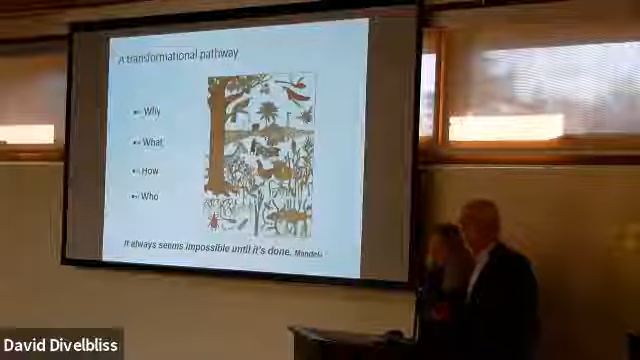 A transformational pathway
Why
What
How
Who
It always seems impossible until it's done. Mandela
David Divelbliss